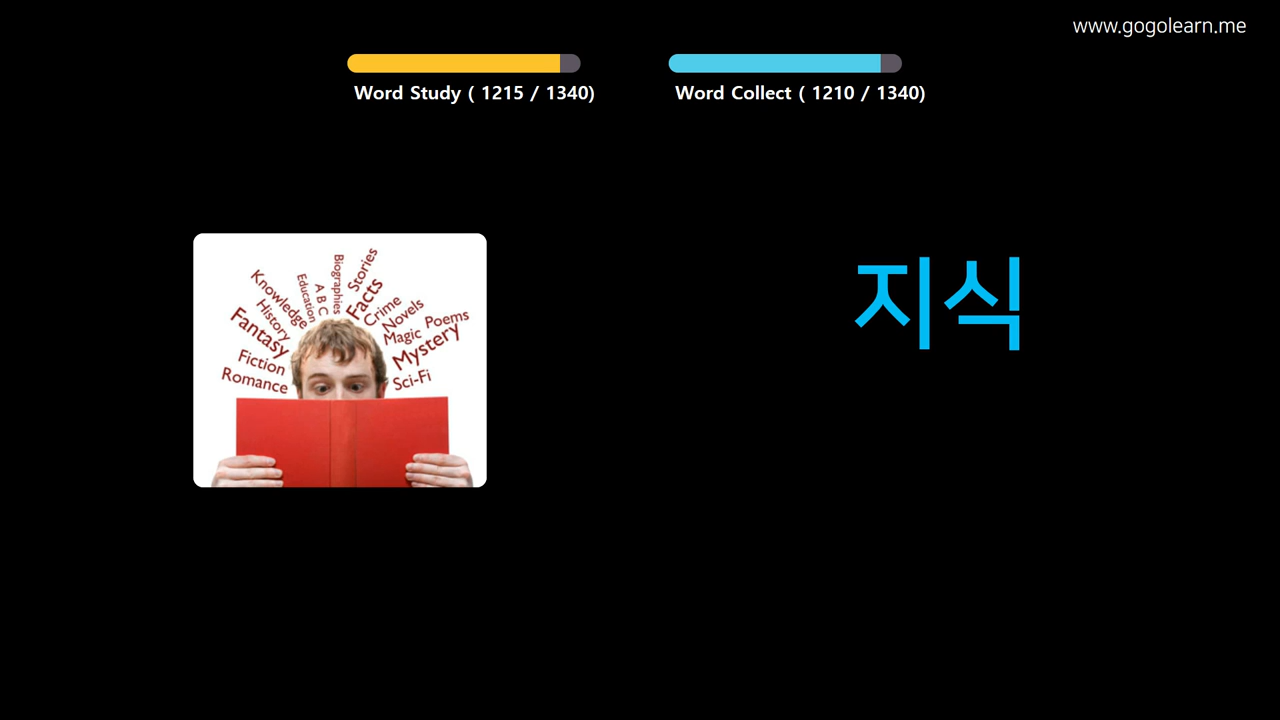 www.gogolearn.me
Word Study ( 1215 / 1340)
Word Collect ( 1210 / 1340)
Knowledge
History
Fantasy
Fiction
Romance
Education
A B C
Biographies
Stories
Facts
Crime
Novels
Magic
Poems
Mystery
Sci-Fi
지식